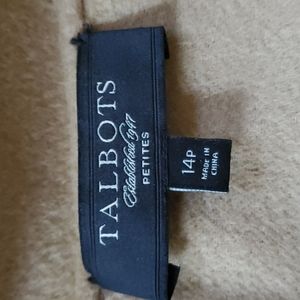 TALBOTS
Established 1947
PETITES
14P
MADE IN
CHINA